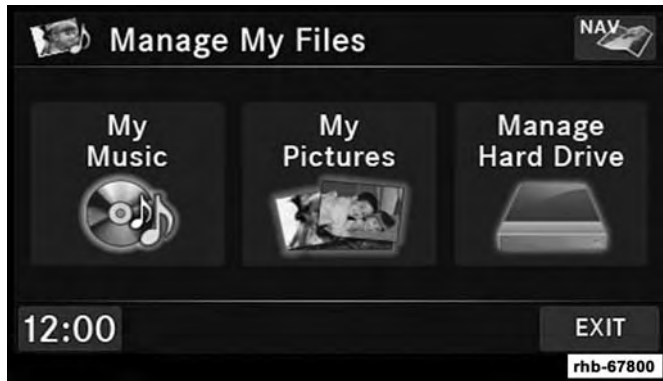 Manage My Files
NAV
My
Music
My
Pictures
Manage
Hard Drive
12:00
EXIT
rhb-67800